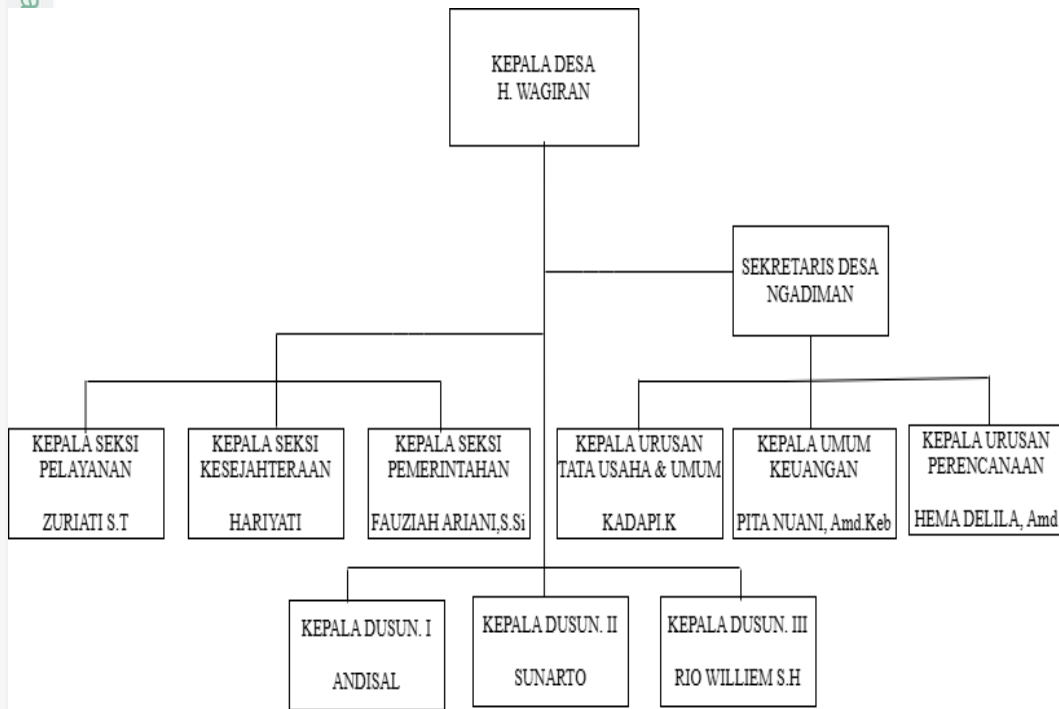 KEPALA DESA
H. WAGIRAN
SEKRETARIS DESA
NGADIMAN
KEPALA SEKSI
PELAYANAN
ZURIATI S.T
KEPALA SEKSI
KESEJAHTERAAN
HARIYATI
KEPALA SEKSI
PEMERINTAHAN
FAUZIAH ARIANI,S.Si
KEPALA URUSAN
TATA USAHA & UMUM
KADAPI.K
KEPALA UMUM
KEUANGAN
PITA NUANI, Amd.Keb
KEPALA URUSAN
PERENCANAAN
HEMA DELILA, Amd
KEPALA DUSUN. I
ANDISAL
KEPALA DUSUN. II
SUNARTO
KEPALA DUSUN. III
RIO WILLIEM S.H